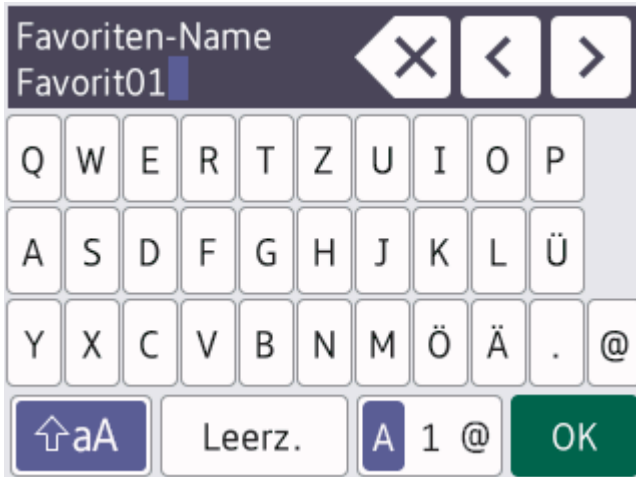 Favoriten-Name
Favorit01
Q W E R T Z U I O P
A S D F G H J K L Ü
Y X C V B N M Ö Ä . @
aA Leerz. A 1 @ OK